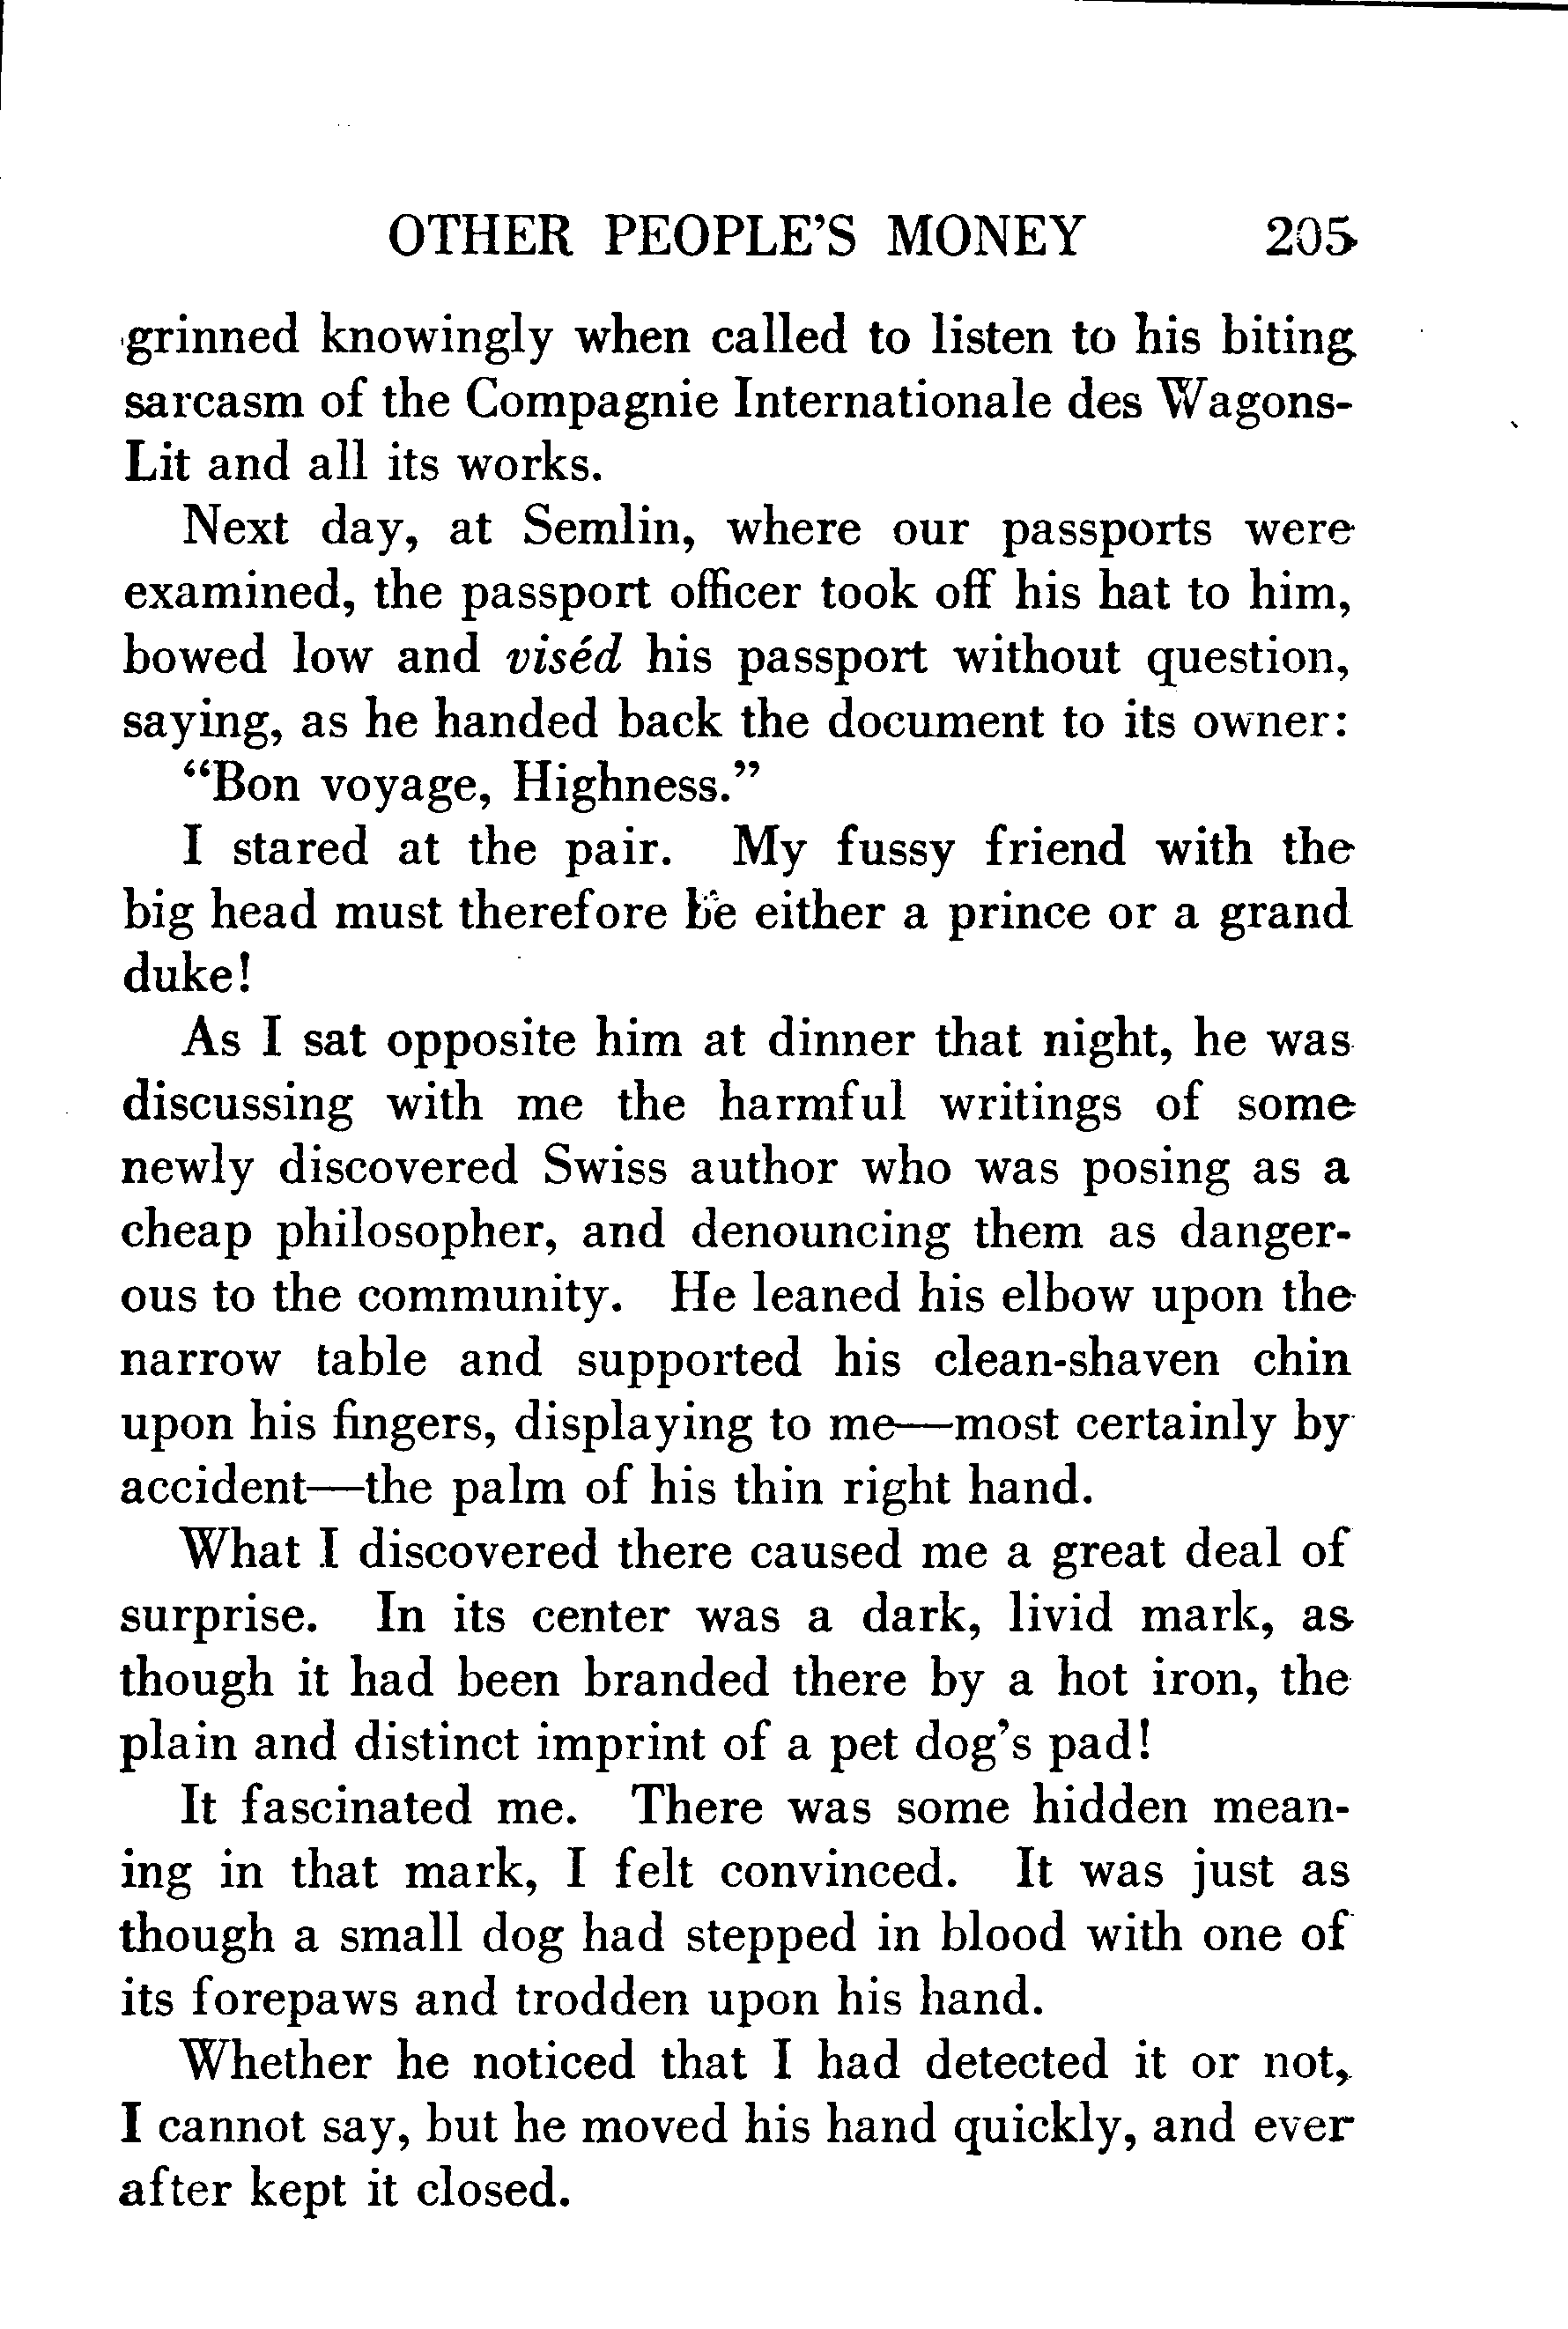 OTHER PEOPLE'S MONEY 205
grinned knowingly when called to listen to his biting
sarcasm of the Compagnie Internationale des Wagons-
Lit and all its works.
Next day, at Semlin, where our passports were
examined, the passport officer took off his hat to him,
bowed low and viséd his passport without question,
saying, as he handed back the document to its owner:
“Bon voyage, Highness.”
I stared at the pair. My fussy friend with the
big head must therefore be either a prince or a grand
duke!
As I sat opposite him at dinner that night, he was
discussing with me the harmful writings of some
newly discovered Swiss author who was posing as a
cheap philosopher, and denouncing them as danger-
ous to the community. He leaned his elbow upon the
narrow table and supported his clean-shaven chin
upon his fingers, displaying to me—most certainly by
accident—the palm of his thin right hand.
What I discovered there caused me a great deal of
surprise. In its center was a dark, livid mark, as
though it had been branded there by a hot iron, the
plain and distinct imprint of a pet dog's pad!
It fascinated me. There was some hidden mean-
ing in that mark, I felt convinced. It was just as
though a small dog had stepped in blood with one of
its forepaws and trodden upon his hand.
Whether he noticed that I had detected it or not,
I cannot say, but he moved his hand quickly, and ever
after kept it closed.